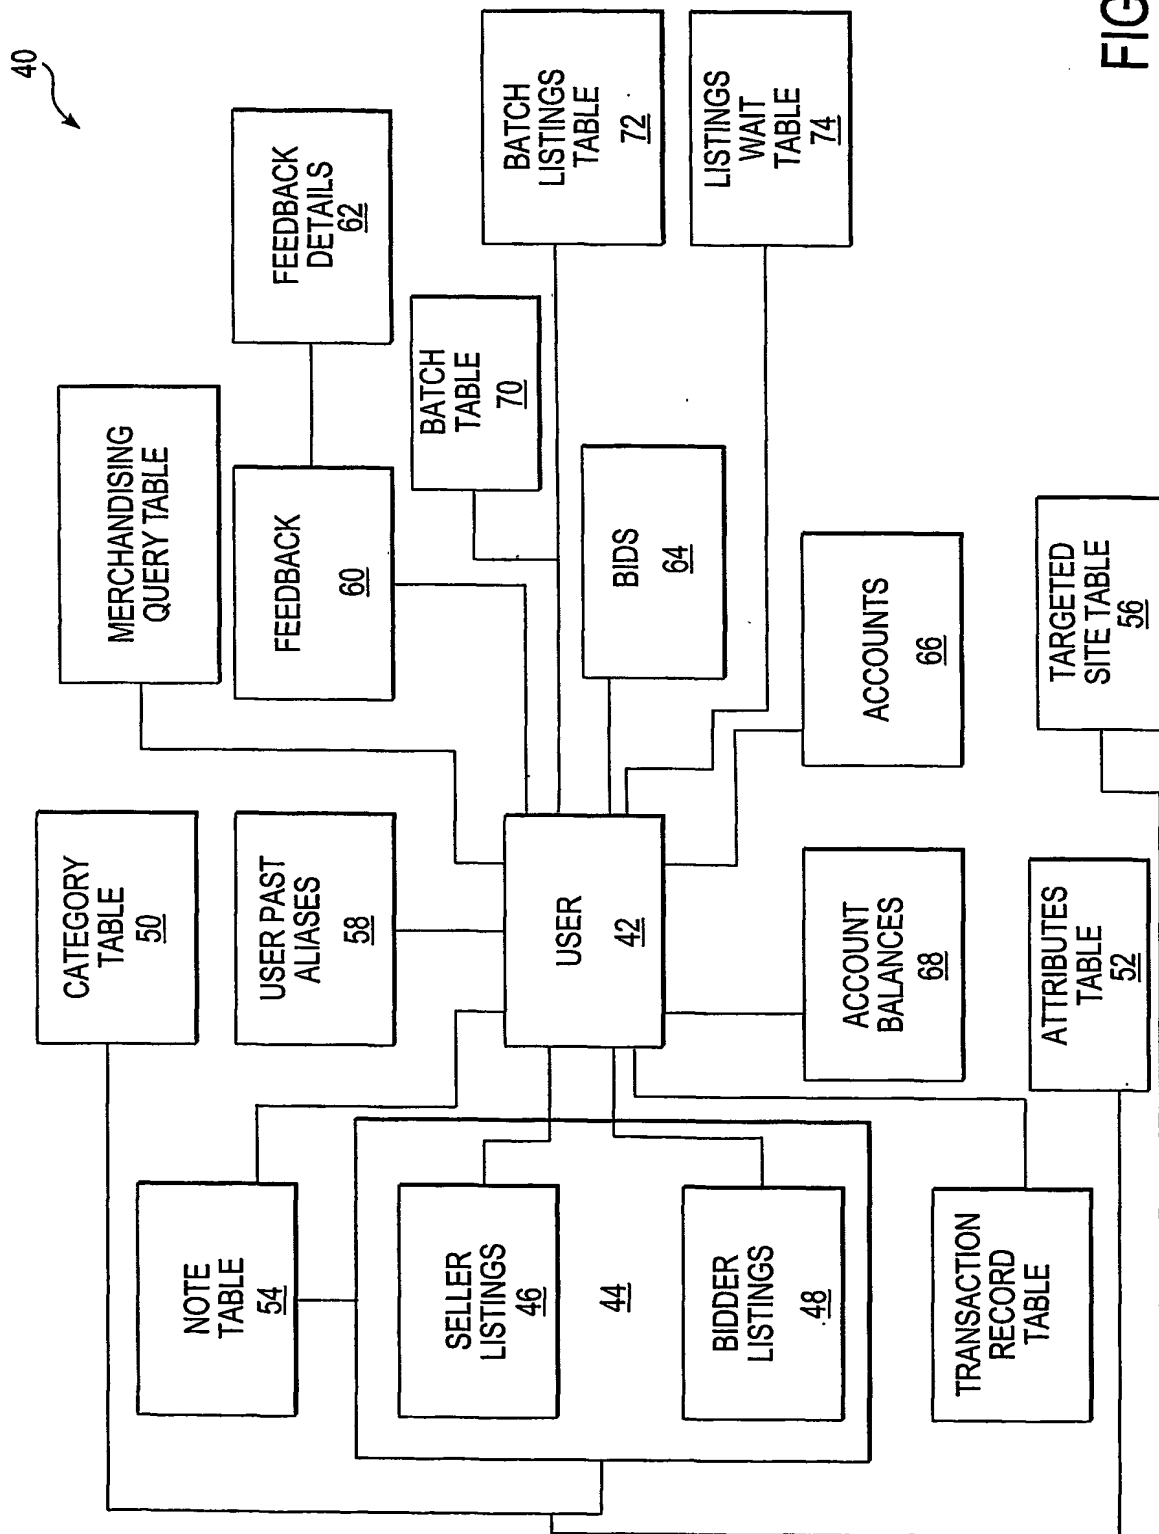 40
CATEGORY
TABLE
50
MERCHANDISING
QUERY TABLE
NOTE
TABLE
54
USER PAST
ALIASES
58
FEEDBACK
60
FEEDBACK
DETAILS
62
SELLER
LISTINGS
46
44
BIDDER
LISTINGS
48
USER
42
BATCH
TABLE
70
BATCH
LISTINGS
TABLE
72
BIDS
64
LISTINGS
WAIT
TABLE
74
TRANSACTION
RECORD
TABLE
ACCOUNT
BALANCES
68
ACCOUNTS
66
ATTRIBUTES
TABLE
52
TARGETED
SITE TABLE
56
FIG